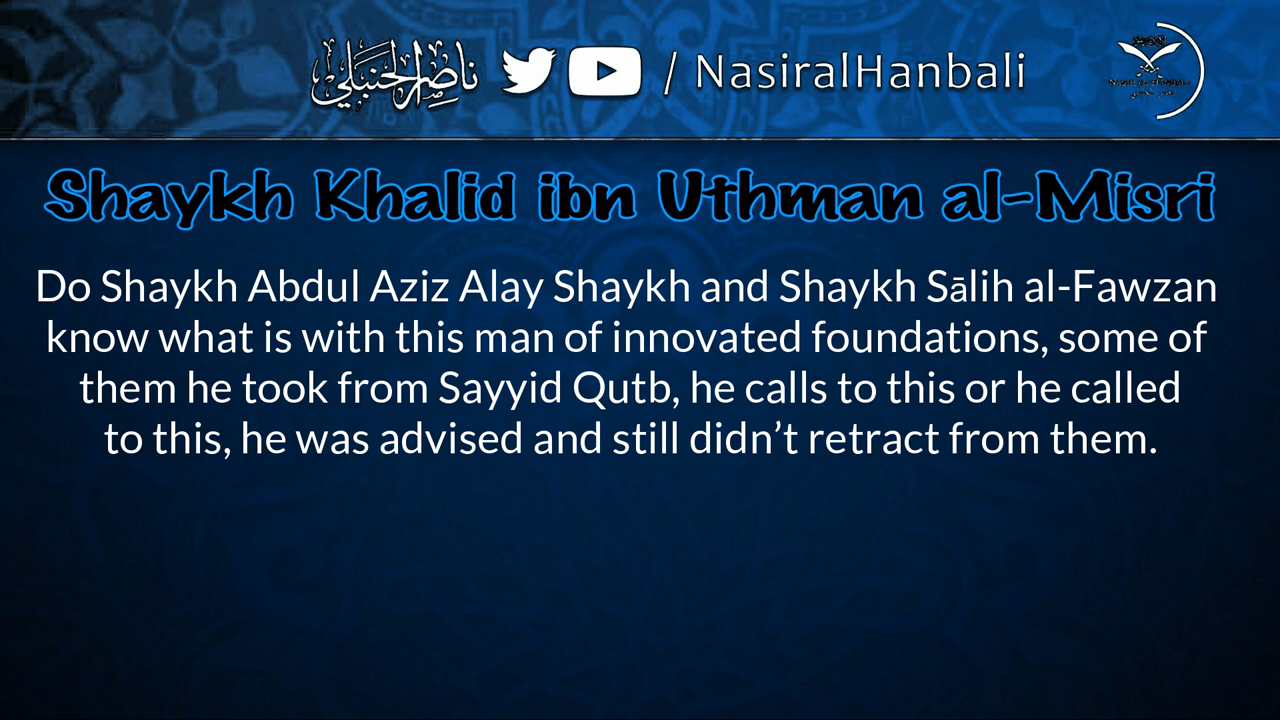 ناصر الحنبلي / NasiralHanbali
Shaykh Khalid ibn Uthman al-Misri
Do Shaykh Abdul Aziz Alay Shaykh and Shaykh Sālih al-Fawzan
know what is with this man of innovated foundations, some of
them he took from Sayyid Qutb, he calls to this or he called
to this, he was advised and still didn’t retract from them.